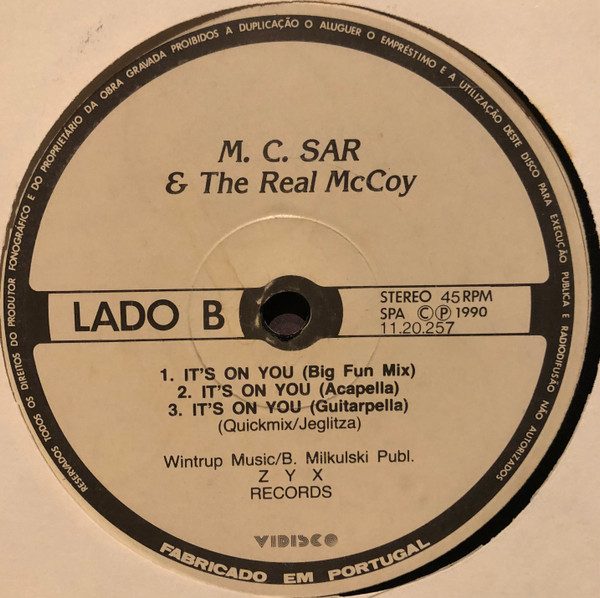 RESERVADOS TODOS OS DIREITOS DO PRODUTOR FONOGRÁFICO E DO PROPRIETÁRIO DA OBRA GRAVADA PROIBIDOS A DUPLICAÇÃO O ALUGUER O EMPRÉSTIMO E A UTILIZAÇÃO DESTE DISCO PARA EXECUÇÃO PUBLICA E RADIODIFUSÃO NÃO AUTORIZADOS
M. C. SAR
& The Real McCoy
LADO B
STEREO 45 RPM
SPA ©℗ 1990
11.20.257
1. IT'S ON YOU (Big Fun Mix)
2. IT'S ON YOU (Acapella)
3. IT'S ON YOU (Guitarpella)
(Quickmix/Jeglitza)
Wintrup Music/B. Milkulski Publ.
Z Y X
RECORDS
VIDISCO
FABRICADO EM PORTUGAL